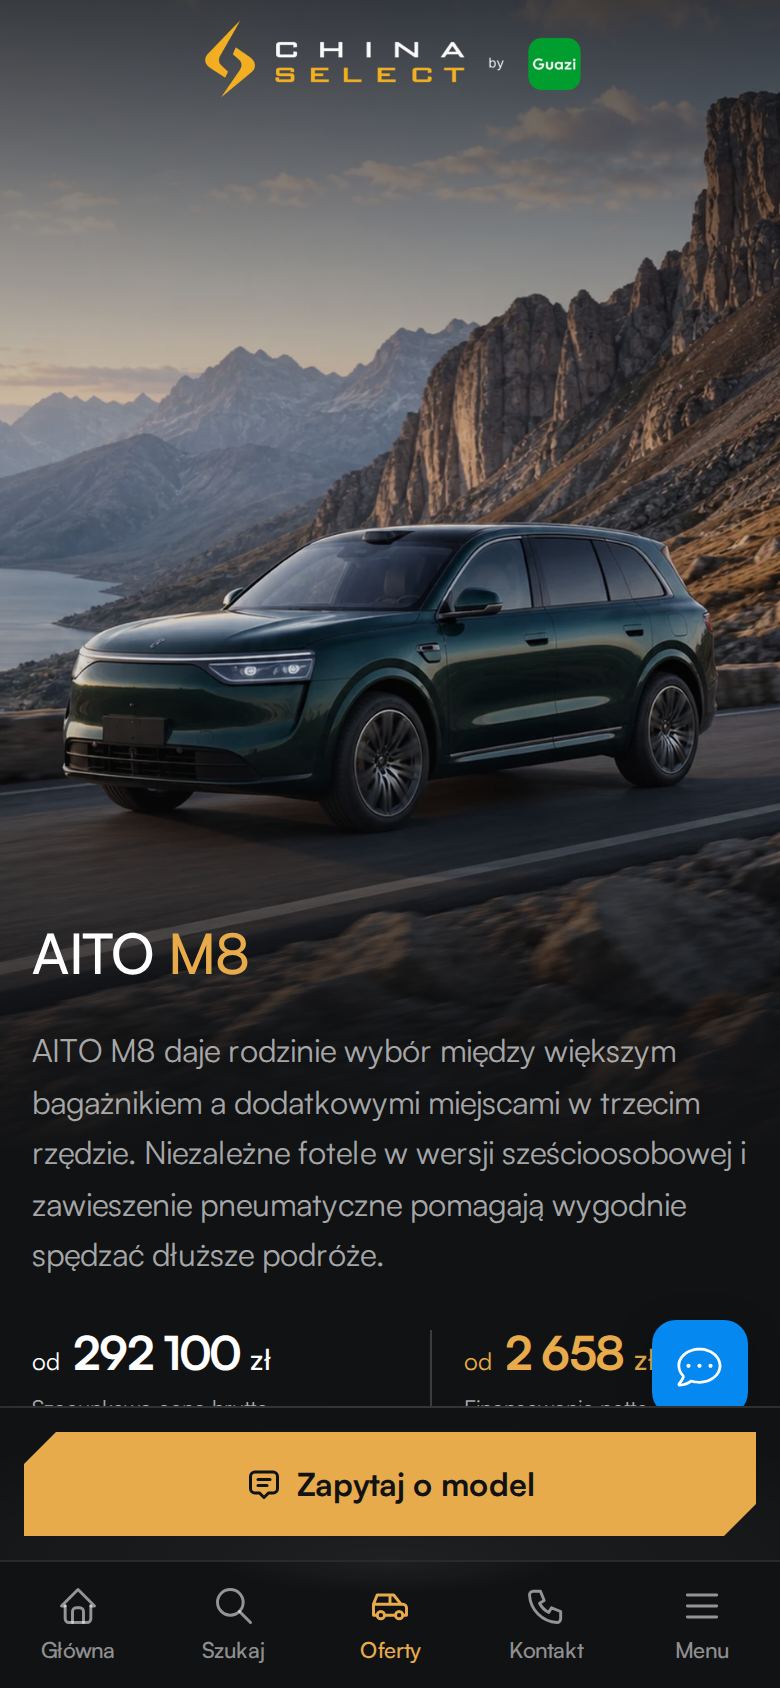 CHINA
SELECT
by
Guazi
AITO M8
AITO M8 daje rodzinie wybór między większym
bagażnikiem a dodatkowymi miejscami w trzecim
rzędzie. Niezależne fotele w wersji sześcioosobowej i
zawieszenie pneumatyczne pomagają wygodnie
spędzać dłuższe podróże.
od 292 100 zł
od 2 658 zł
Zapytaj o model
Główna
Szukaj
Oferty
Kontakt
Menu